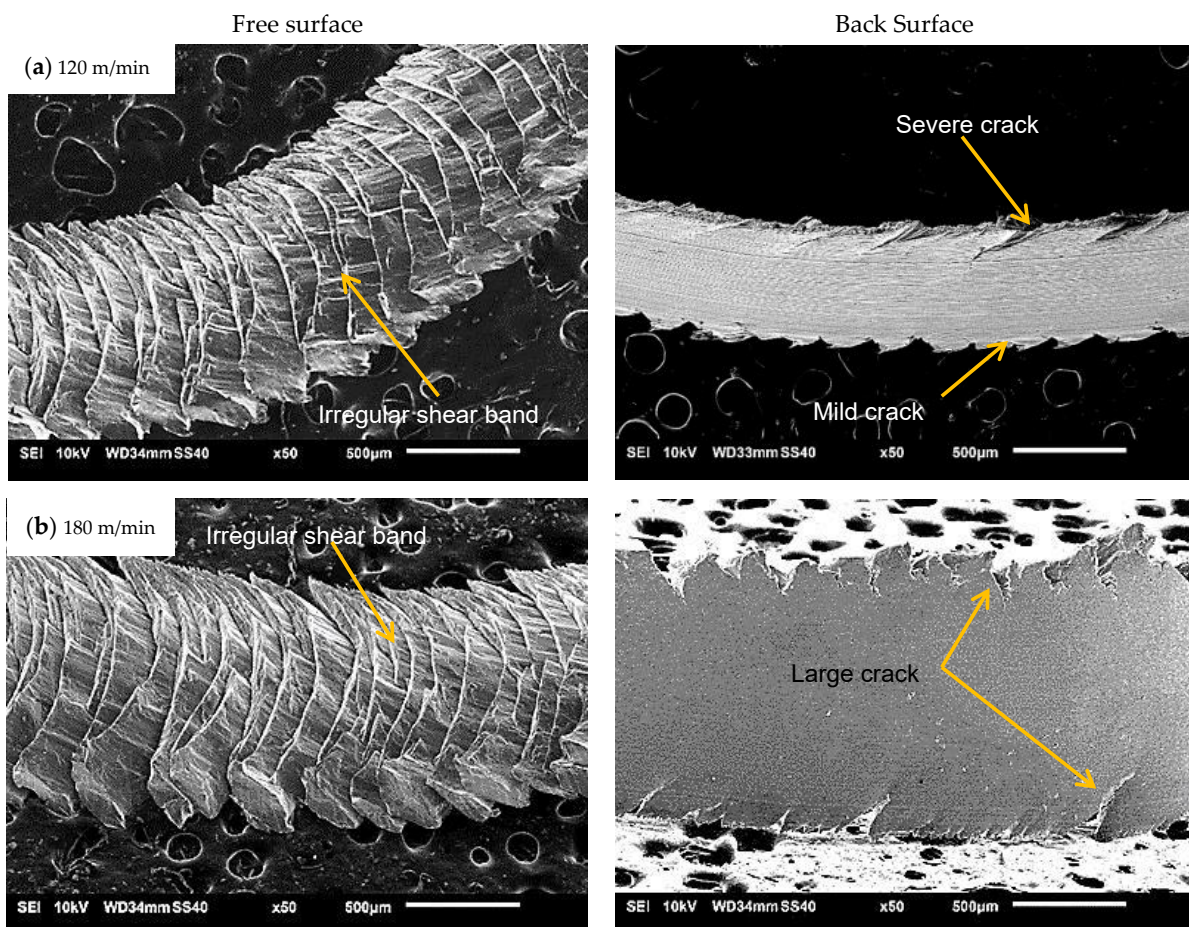 Free surface
Back Surface
(a) 120 m/min
Severe crack
Irregular shear band
Mild crack
SEI 10kV WD34mmSS40 x50 500µm
SEI 10kV WD33mmSS40 x50 500µm
(b) 180 m/min
Irregular shear band
Large crack
SEI 10kV WD34mmSS40 x50 500µm
SEI 10kV WD34mmSS40 x50 500µm